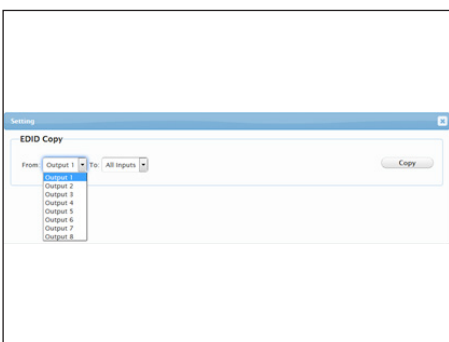 Setting
EDID Copy
From: Output 1 To: All Inputs Copy
Output 1
Output 2
Output 3
Output 4
Output 5
Output 6
Output 7
Output 8